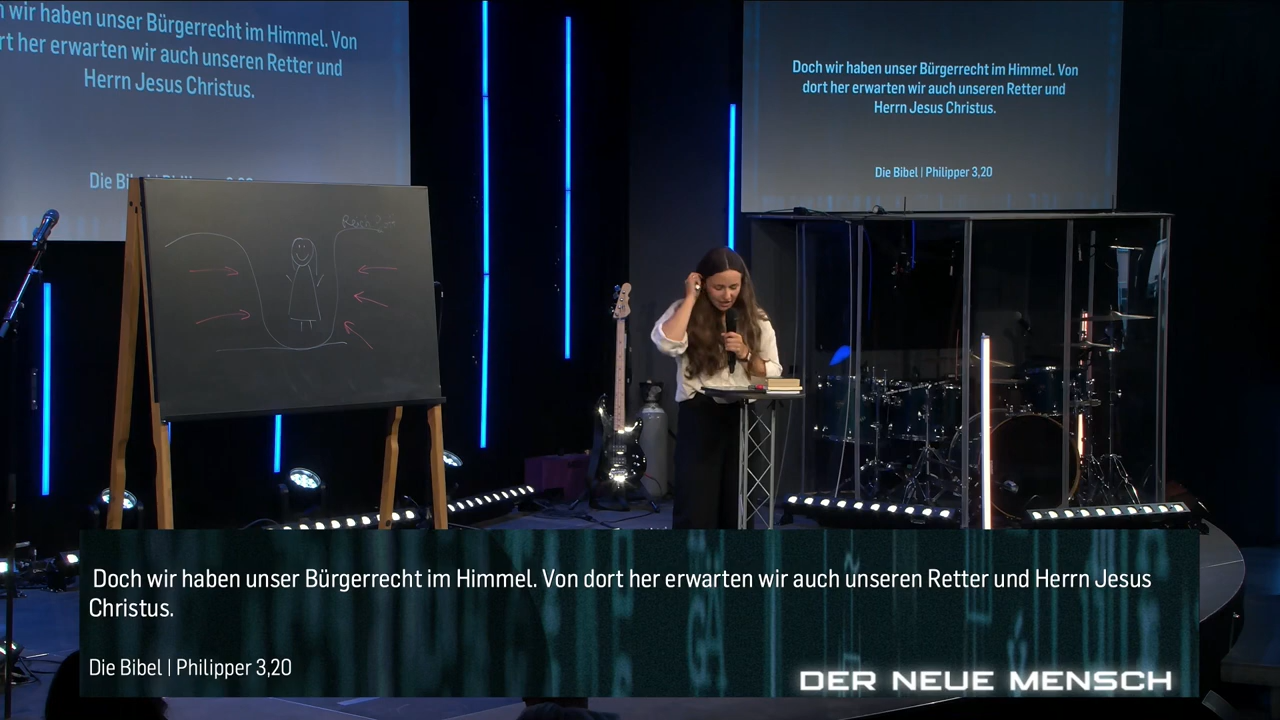 n wir haben unser Bürgerrecht im Himmel. Von
rt her erwarten wir auch unseren Retter und
Herrn Jesus Christus.
Die
Doch wir haben unser Bürgerrecht im Himmel. Von
dort her erwarten wir auch unseren Retter und
Herrn Jesus Christus.
Die Bibel | Philipper 3,20
Doch wir haben unser Bürgerrecht im Himmel. Von dort her erwarten wir auch unseren Retter und Herrn Jesus
Christus.
Die Bibel | Philipper 3,20
DER NEUE MENSCH